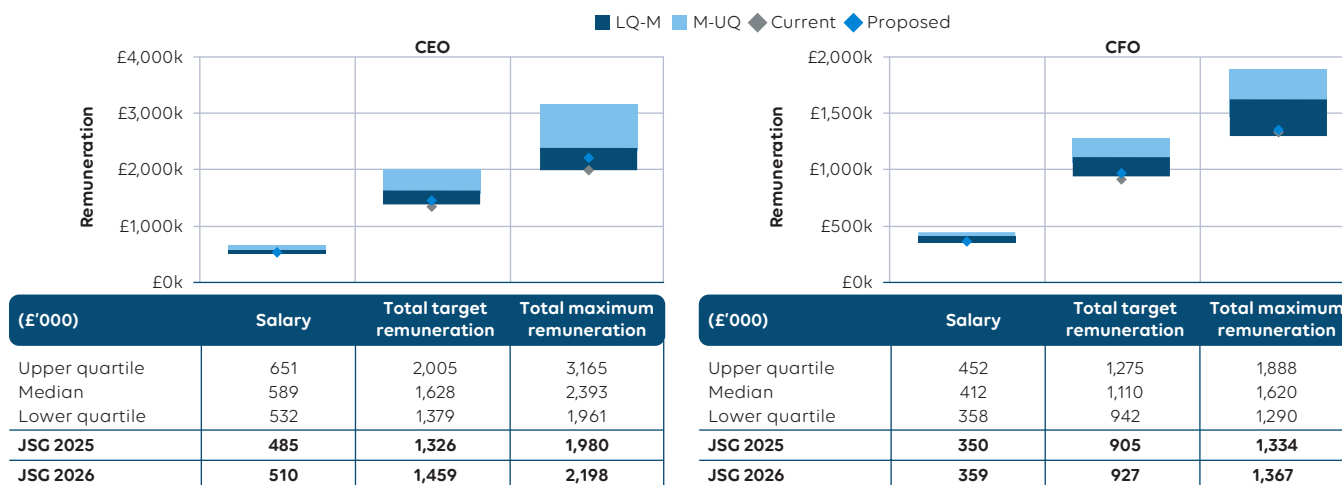 LQ-M M-UQ Current Proposed
CEO
Remuneration
£4,000k
£3,000k
£2,000k
£1,000k
£0k
CFO
Remuneration
£2,000k
£1,500k
£1,000k
£500k
£0k
(£'000) Salary Total target remuneration Total maximum remuneration
Upper quartile 651 2,005 3,165
Median 589 1,628 2,393
Lower quartile 532 1,379 1,961
JSG 2025 485 1,326 1,980
JSG 2026 510 1,459 2,198
(£'000) Salary Total target remuneration Total maximum remuneration
Upper quartile 452 1,275 1,888
Median 412 1,110 1,620
Lower quartile 358 942 1,290
JSG 2025 350 905 1,334
JSG 2026 359 927 1,367